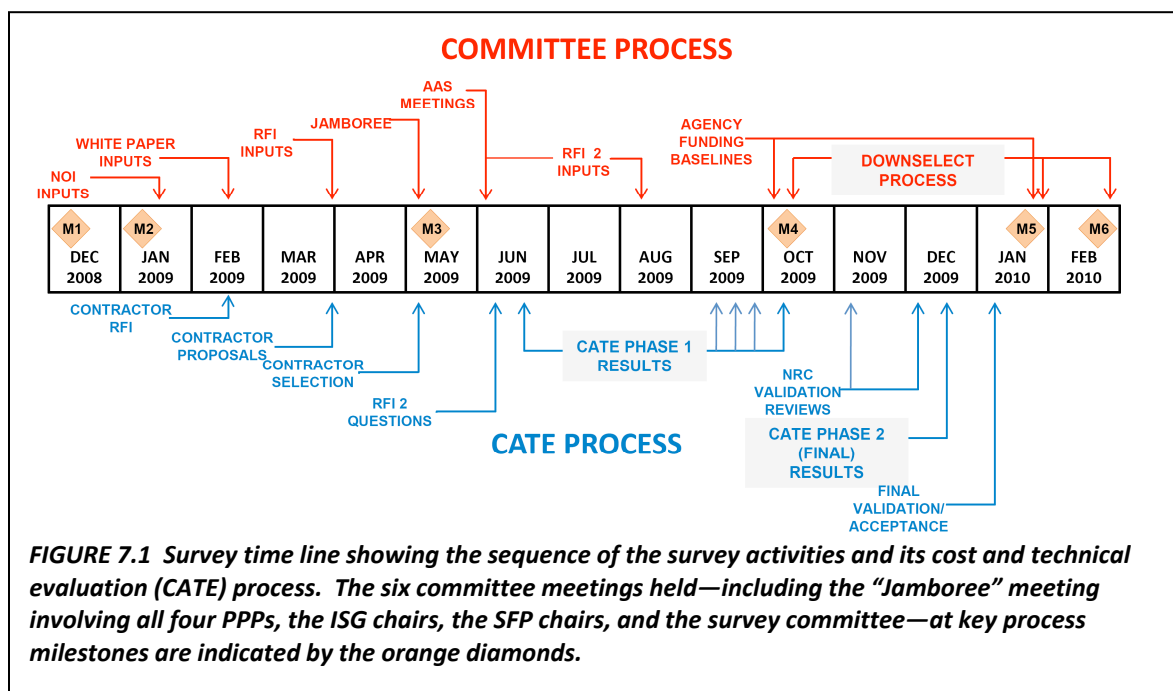 COMMITTEE PROCESS
AAS
MEETINGS
JAMBOREE
RFI
INPUTS
WHITE PAPER
INPUTS
NOI
INPUTS
RFI 2
INPUTS
AGENCY
FUNDING
BASELINES
DOWNSELECT
PROCESS
M1
DEC
2008
M2
JAN
2009
FEB
2009
MAR
2009
APR
2009
M3
MAY
2009
JUN
2009
JUL
2009
AUG
2009
SEP
2009
M4
OCT
2009
NOV
2009
DEC
2009
M5
JAN
2010
M6
FEB
2010
CONTRACTOR
RFI
CONTRACTOR
PROPOSALS
CONTRACTOR
SELECTION
RFI 2
QUESTIONS
CATE PHASE 1
RESULTS
NRC
VALIDATION
REVIEWS
CATE PROCESS
CATE PHASE 2
(FINAL)
RESULTS
FINAL
VALIDATION/
ACCEPTANCE
FIGURE 7.1 Survey time line showing the sequence of the survey activities and its cost and technical
evaluation (CATE) process. The six committee meetings held—including the “Jamboree” meeting
involving all four PPPs, the ISG chairs, the SFP chairs, and the survey committee—at key process
milestones are indicated by the orange diamonds.